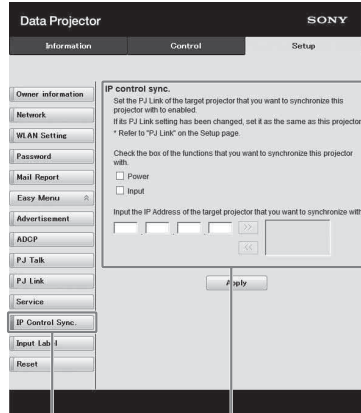 Data Projector
SONY
Information
Control
Setup
Owner information
Network
WLAN Setting
Password
Mail Report
Easy Menu
Advertisement
ADCP
PJ Talk
PJ Link
Service
IP Control Sync.
Input Label
Reset
IP control sync.
Set the PJ Link of the target projector that you want to synchronize this
projector with to enabled.
If its PJ Link setting has been changed, set it as the same as this projector
* Refer to "PJ Link" on the Setup page.
Check the box of the functions that you want to synchronize this projector
with.
Power
Input
Input the IP Address of the target projector that you want to synchronize with
. . .
>>
<<
Apply